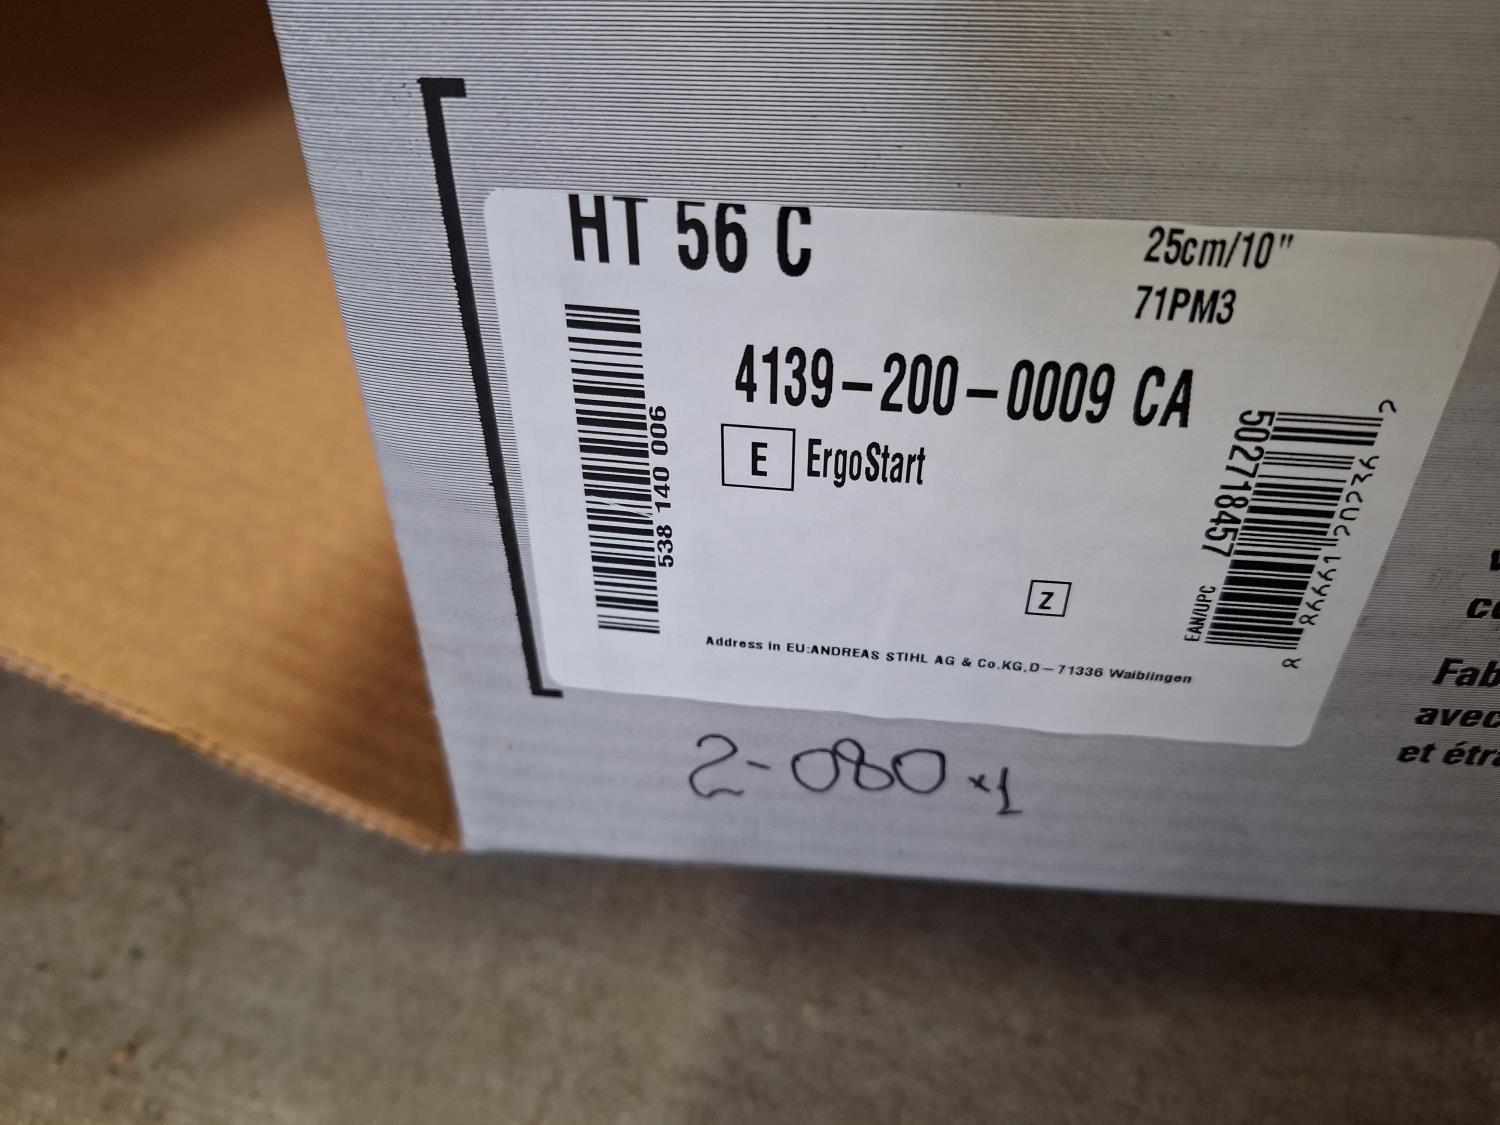 HT 56 C
25cm/10"
71PM3
4139-200-0009 CA
E ErgoStart
538 140 006
502718457
EAN/UPC
Z
Address in EU:ANDREAS STIHL AG & Co.KG,D-71336 Waiblingen
2-080 x1
Fab
avec
et étra